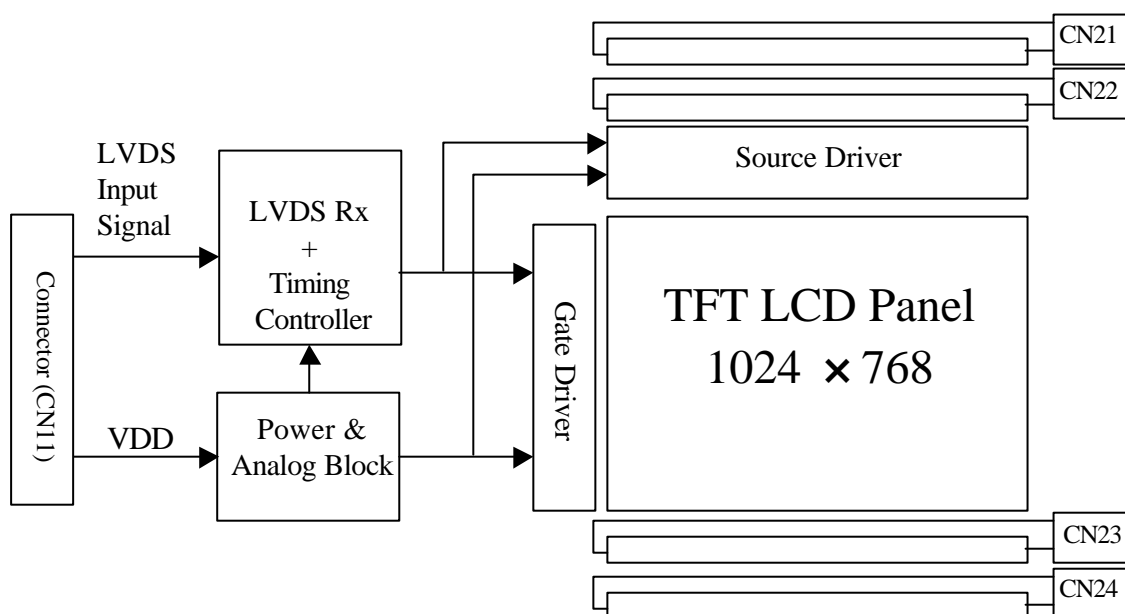 CN21
CN22
LVDS
Input
Signal
Source Driver
LVDS Rx
+
Timing
Controller
Connector (CN11)
Gate Driver
TFT LCD Panel
1024 × 768
VDD
Power &
Analog Block
CN23
CN24